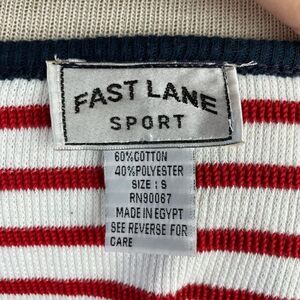 FAST LANE
SPORT
60%COTTON
40%POLYESTER
SIZE : S
RN90067
MADE IN EGYPT
SEE REVERSE FOR
CARE